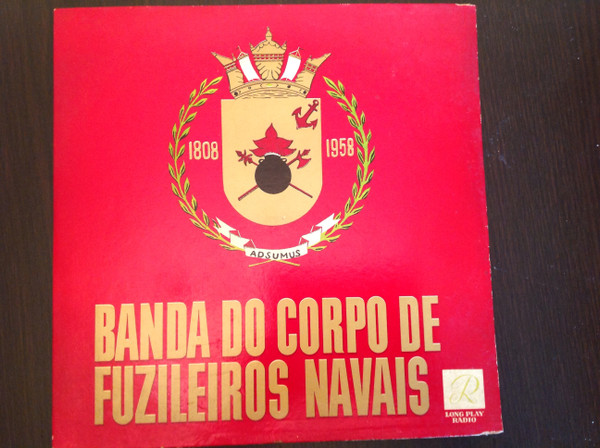 1808 1958
ADSUMUS
BANDA DO CORPO DE
FUZILEIROS NAVAIS
R
LONG PLAY
RADIO